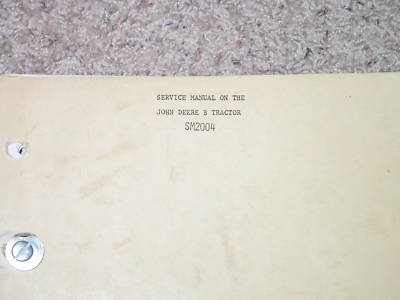 SERVICE MANUAL ON THE
JOHN DEERE B TRACTOR
SM2004